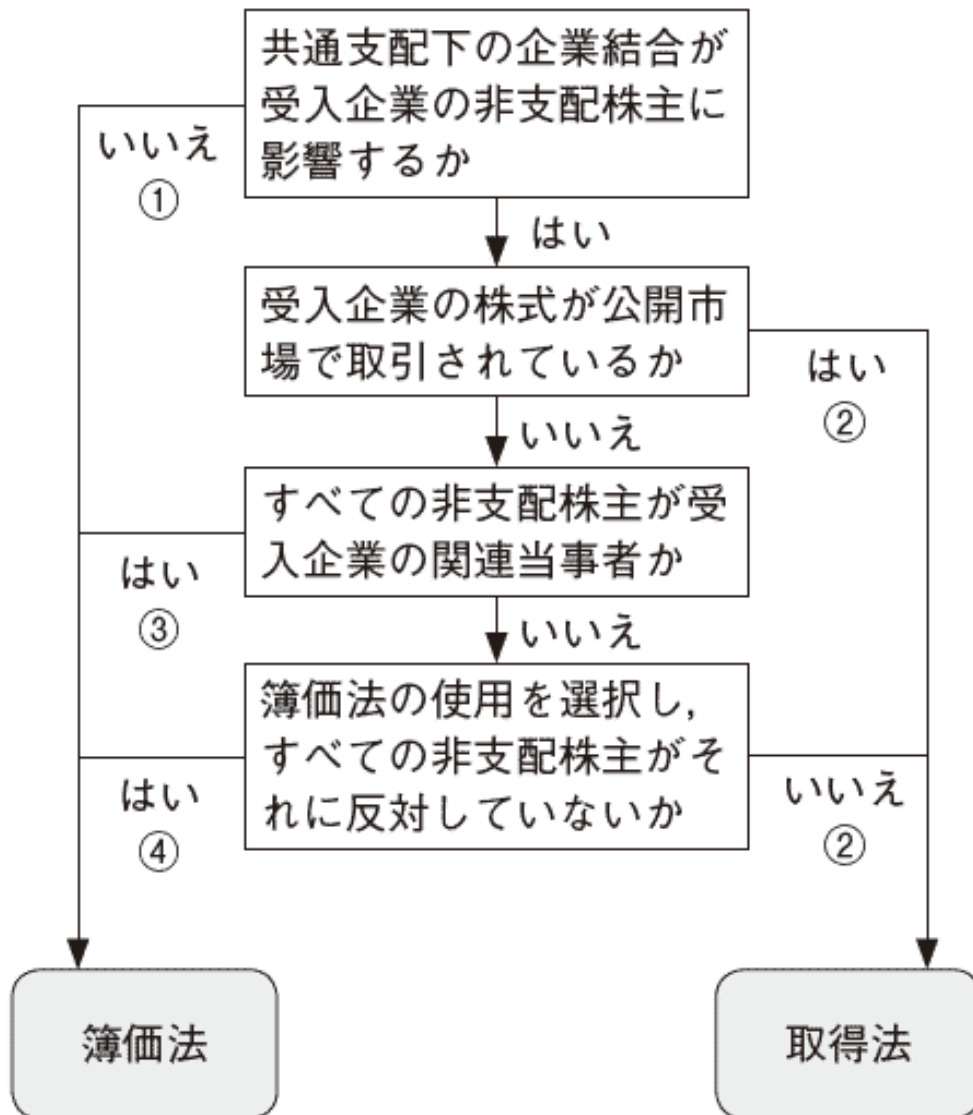 共通支配下の企業結合が
受入企業の非支配株主に
影響するか
いいえ
①
はい
受入企業の株式が公開市
場で取引されているか
はい
②
いいえ
すべての非支配株主が受
入企業の関連当事者か
はい
③
いいえ
簿価法の使用を選択し，
すべての非支配株主がそ
れに反対していないか
はい
④
いいえ
②
簿価法
取得法